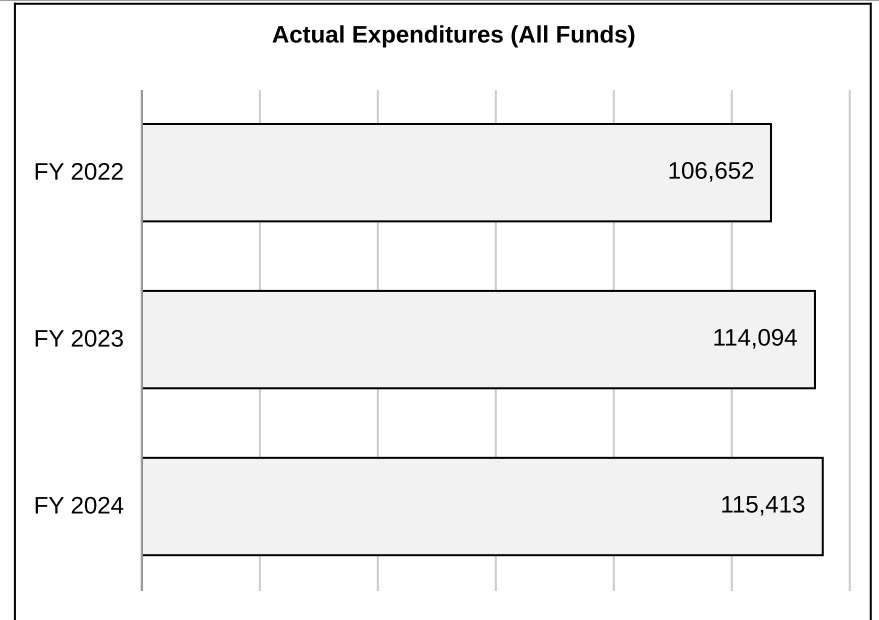 Actual Expenditures (All Funds)
FY 2022
106,652
FY 2023
114,094
FY 2024
115,413